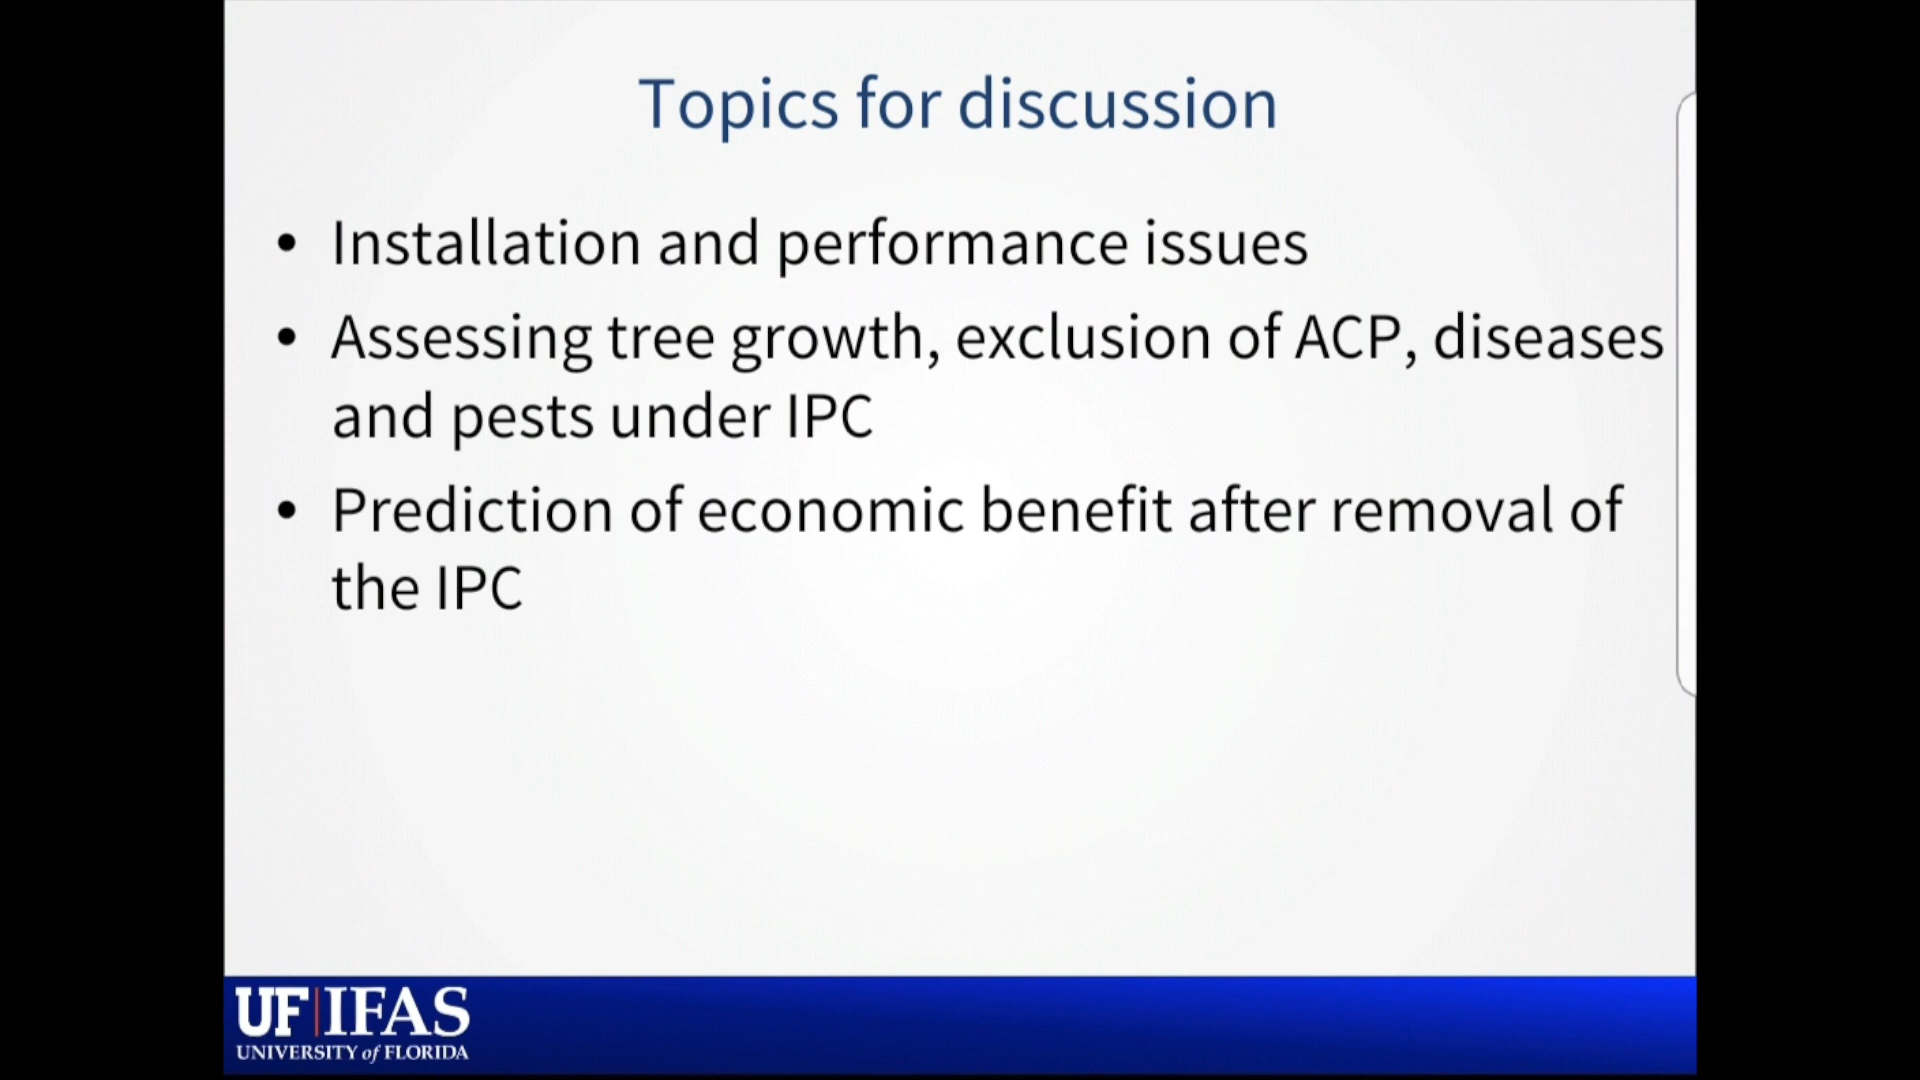 Topics for discussion
• Installation and performance issues
• Assessing tree growth, exclusion of ACP, diseases
and pests under IPC
• Prediction of economic benefit after removal of
the IPC
UF|IFAS
UNIVERSITY of FLORIDA